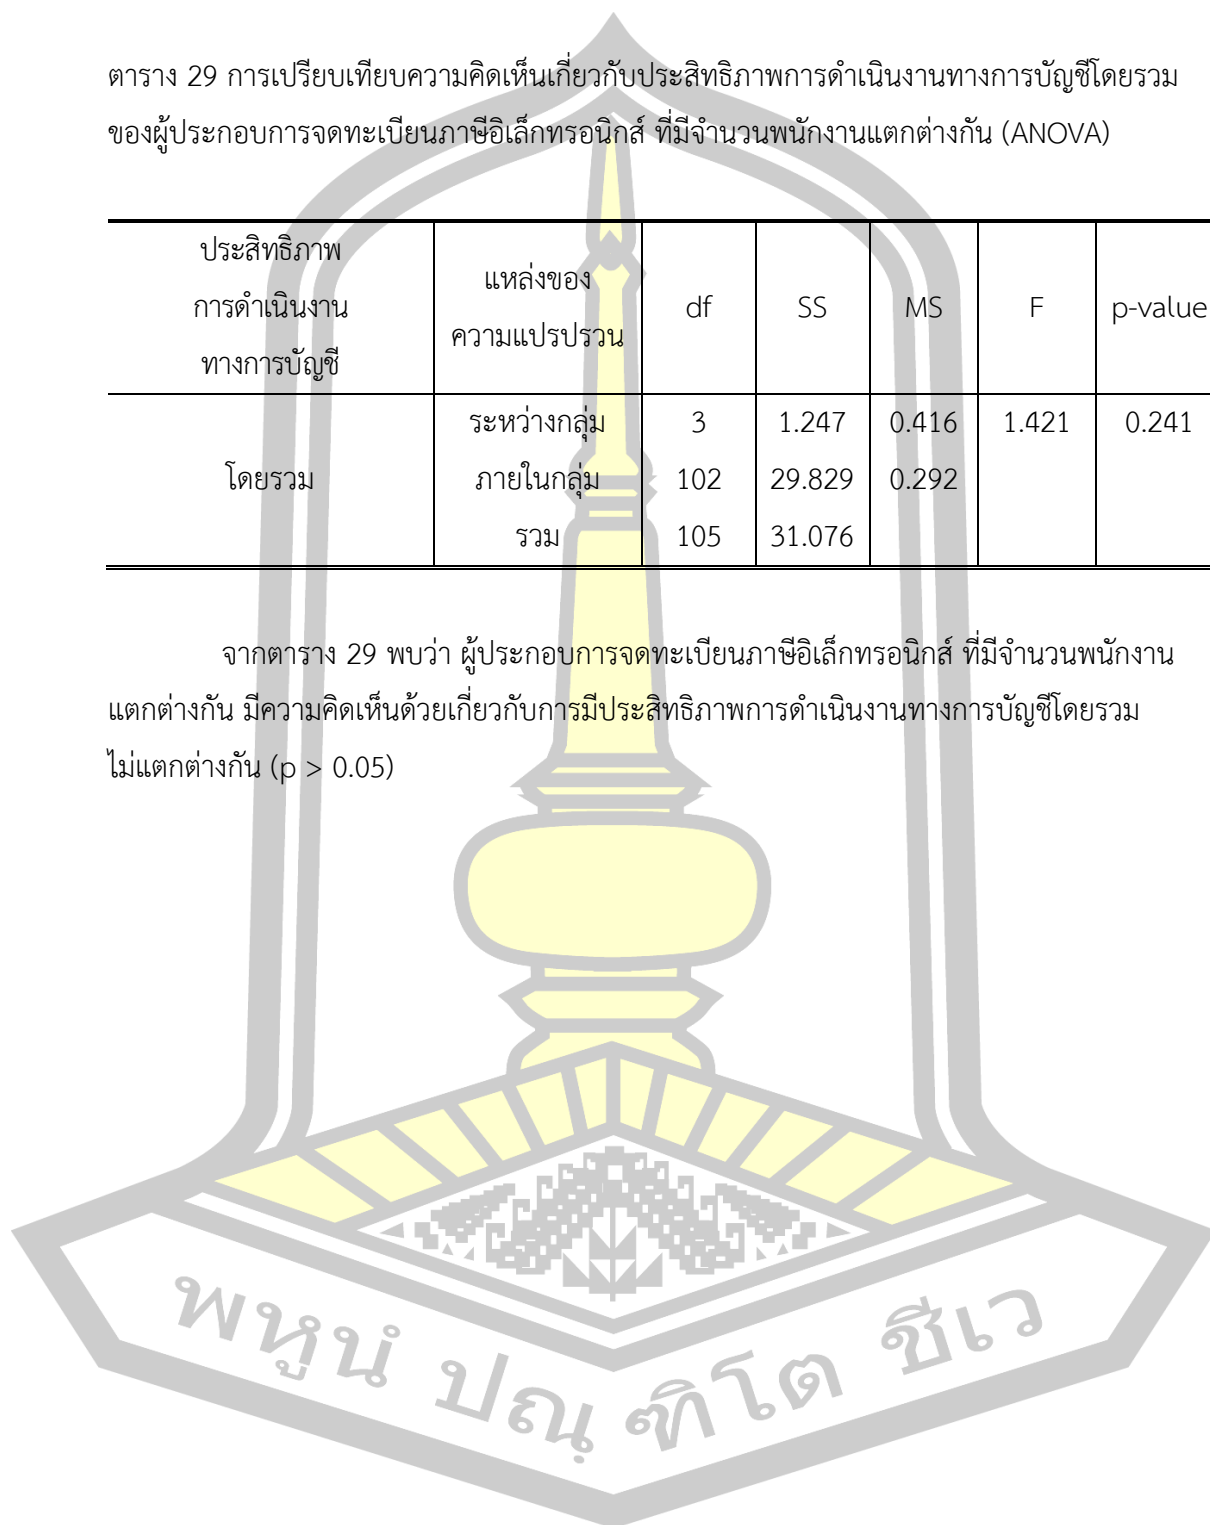 ตาราง 29 การเปรียบเทียบความคิดเห็นเกี่ยวกับประสิทธิภาพการดำเนินงานทางการบัญชีโดยรวม
ของผู้ประกอบการจดทะเบียนภาษีอิเล็กทรอนิกส์ ที่มีจำนวนพนักงานแตกต่างกัน (ANOVA)
ประสิทธิภาพ
การดำเนินงาน
ทางการบัญชี
แหล่งของ
ความแปรปรวน
df SS MS F p-value
ระหว่างกลุ่ม 3 1.247 0.416 1.421 0.241
โดยรวม ภายในกลุ่ม 102 29.829 0.292
รวม 105 31.076
จากตาราง 29 พบว่า ผู้ประกอบการจดทะเบียนภาษีอิเล็กทรอนิกส์ ที่มีจำนวนพนักงาน
แตกต่างกัน มีความคิดเห็นด้วยเกี่ยวกับการมีประสิทธิภาพการดำเนินงานทางการบัญชีโดยรวม
ไม่แตกต่างกัน (p > 0.05)
พหูนํ ปณฺ ฑิโต ชีเว